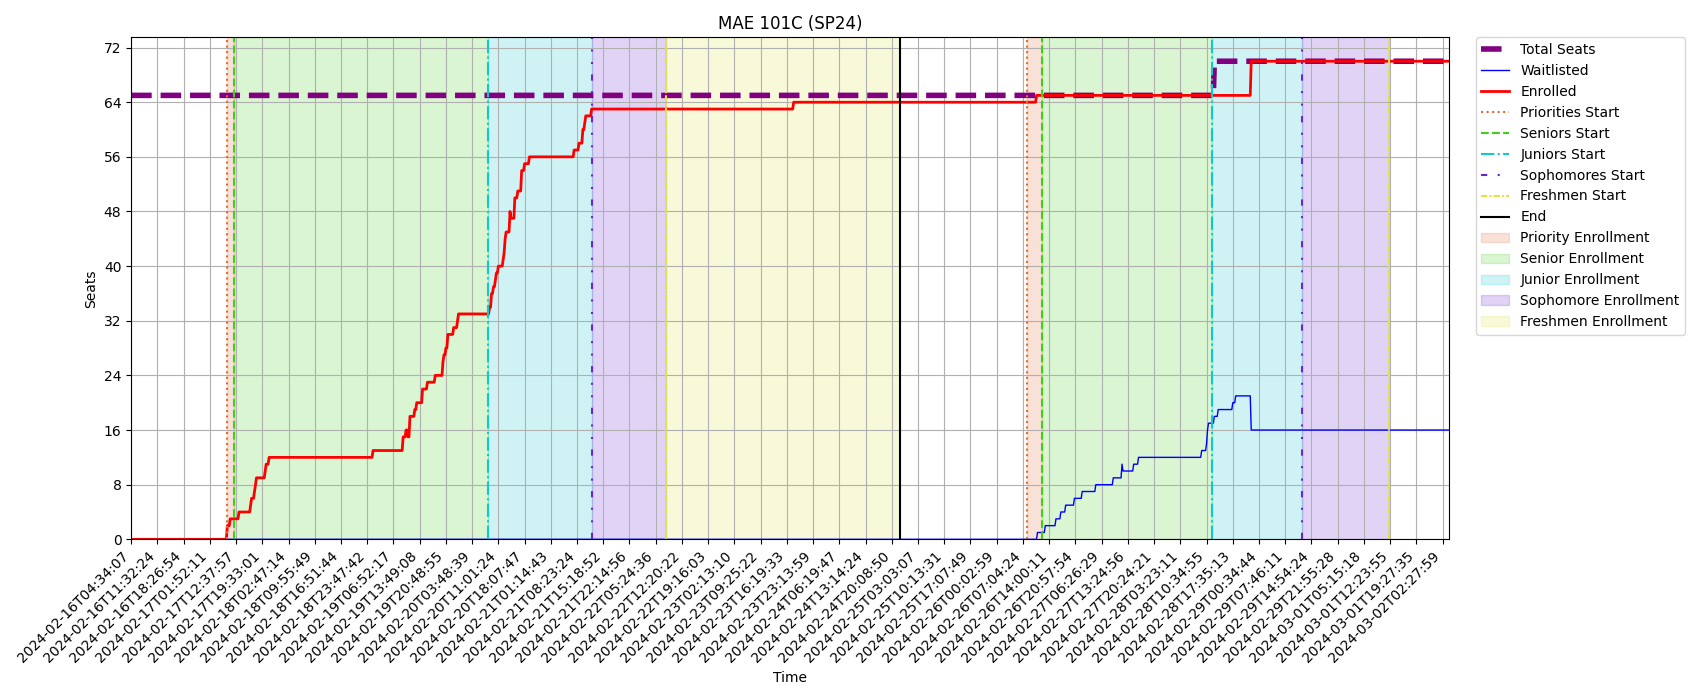 MAE 101C (SP24)
Seats
72
64
56
48
40
32
24
16
8
0
2024-02-16T04:34:07
2024-02-16T11:32:24
2024-02-16T18:26:54
2024-02-17T01:52:11
2024-02-17T12:37:57
2024-02-17T19:33:01
2024-02-18T02:47:14
2024-02-18T09:55:49
2024-02-18T16:51:44
2024-02-18T23:47:42
2024-02-19T06:52:17
2024-02-19T13:49:08
2024-02-19T20:48:55
2024-02-20T03:48:39
2024-02-20T11:01:24
2024-02-20T18:07:47
2024-02-21T01:14:43
2024-02-21T08:23:24
2024-02-21T15:18:52
2024-02-21T22:14:56
2024-02-22T05:24:36
2024-02-22T12:20:22
2024-02-22T19:16:03
2024-02-23T02:13:10
2024-02-23T09:25:22
2024-02-23T16:19:33
2024-02-23T23:13:59
2024-02-24T06:19:47
2024-02-24T13:14:24
2024-02-24T20:08:50
2024-02-25T03:03:07
2024-02-25T10:13:31
2024-02-25T17:07:49
2024-02-26T00:02:59
2024-02-26T07:04:24
2024-02-26T14:00:11
2024-02-26T20:57:54
2024-02-27T06:26:29
2024-02-27T13:24:56
2024-02-27T20:24:21
2024-02-28T03:23:11
2024-02-28T10:34:55
2024-02-28T17:35:13
2024-02-29T00:34:44
2024-02-29T07:46:11
2024-02-29T14:54:24
2024-02-29T21:55:28
2024-03-01T05:15:18
2024-03-01T12:23:55
2024-03-01T19:27:35
2024-03-02T02:27:59
Time
Total Seats
Waitlisted
Enrolled
Priorities Start
Seniors Start
Juniors Start
Sophomores Start
Freshmen Start
End
Priority Enrollment
Senior Enrollment
Junior Enrollment
Sophomore Enrollment
Freshmen Enrollment